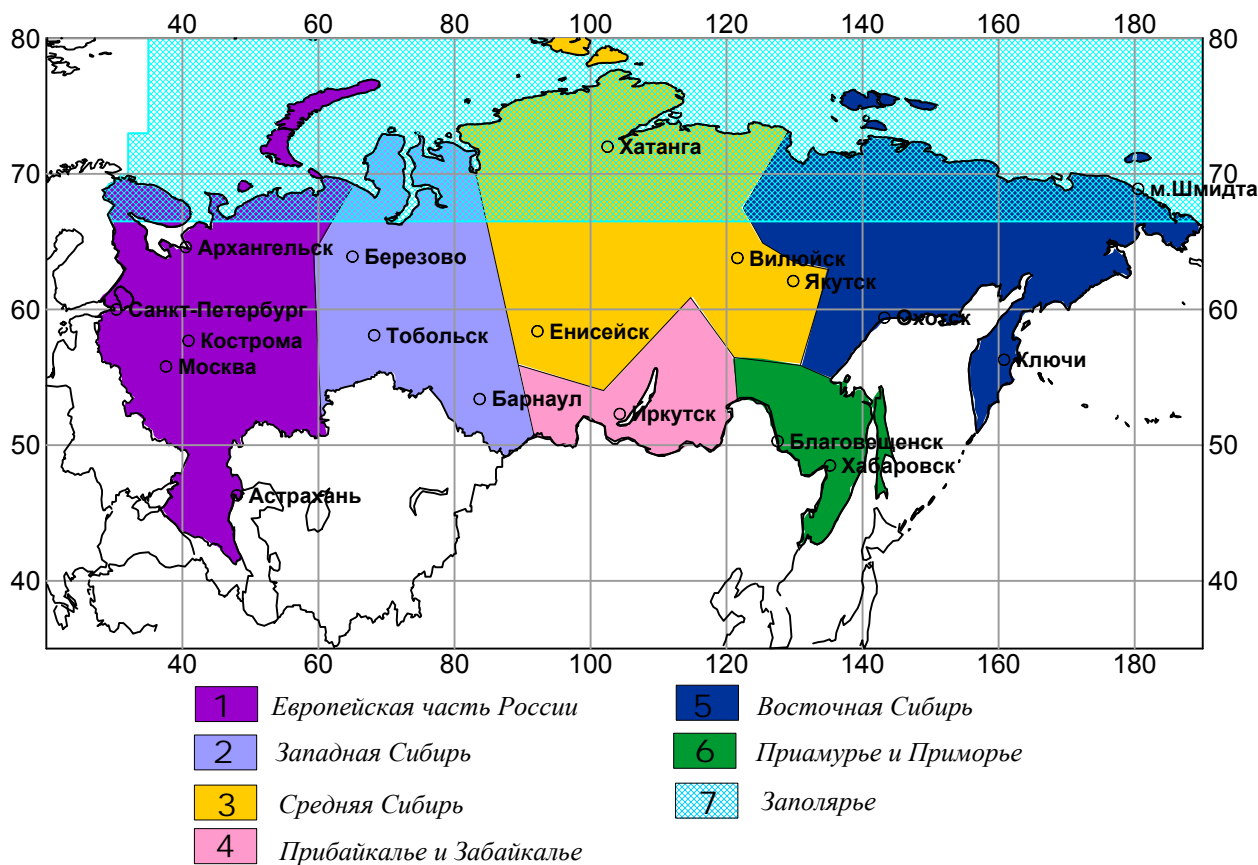 40 60 80 100 120 140 160 180
80 80
70 70
60 60
50 50
40 40
40 60 80 100 120 140 160 180
Хатанга
м.Шмидта
Архангельск
Березово
Вилюйск
Якутск
Санкт-Петербург
Охотск
Кострома
Тобольск
Енисейск
Москва
Ключи
Барнаул
Иркутск
Благовещенск
Хабаровск
Астрахань
1 Европейская часть России
2 Западная Сибирь
3 Средняя Сибирь
4 Прибайкалье и Забайкалье
5 Восточная Сибирь
6 Приамурье и Приморье
7 Заполярье